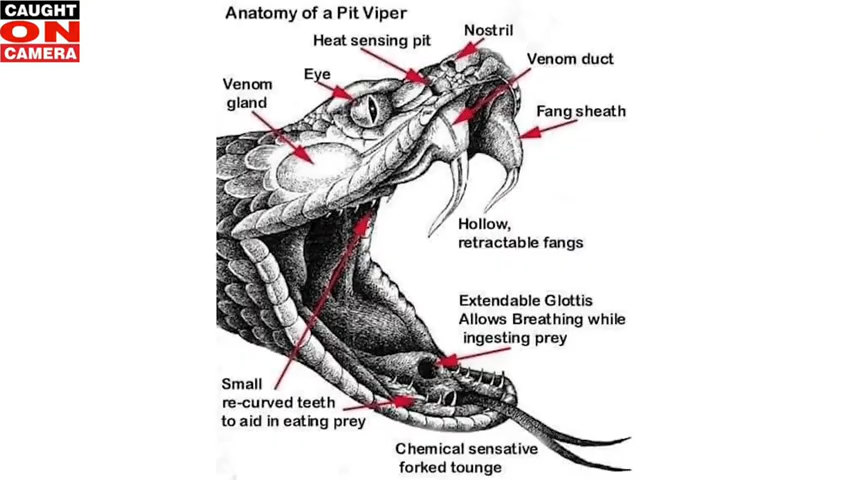 CAUGHT
ON
CAMERA
Anatomy of a Pit Viper
Nostril
Heat sensing pit
Venom duct
Eye
Venom
gland
Fang sheath
Hollow,
retractable fangs
Extendable Glottis
Allows Breathing while
ingesting prey
Small
re-curved teeth
to aid in eating prey
Chemical sensative
forked tounge